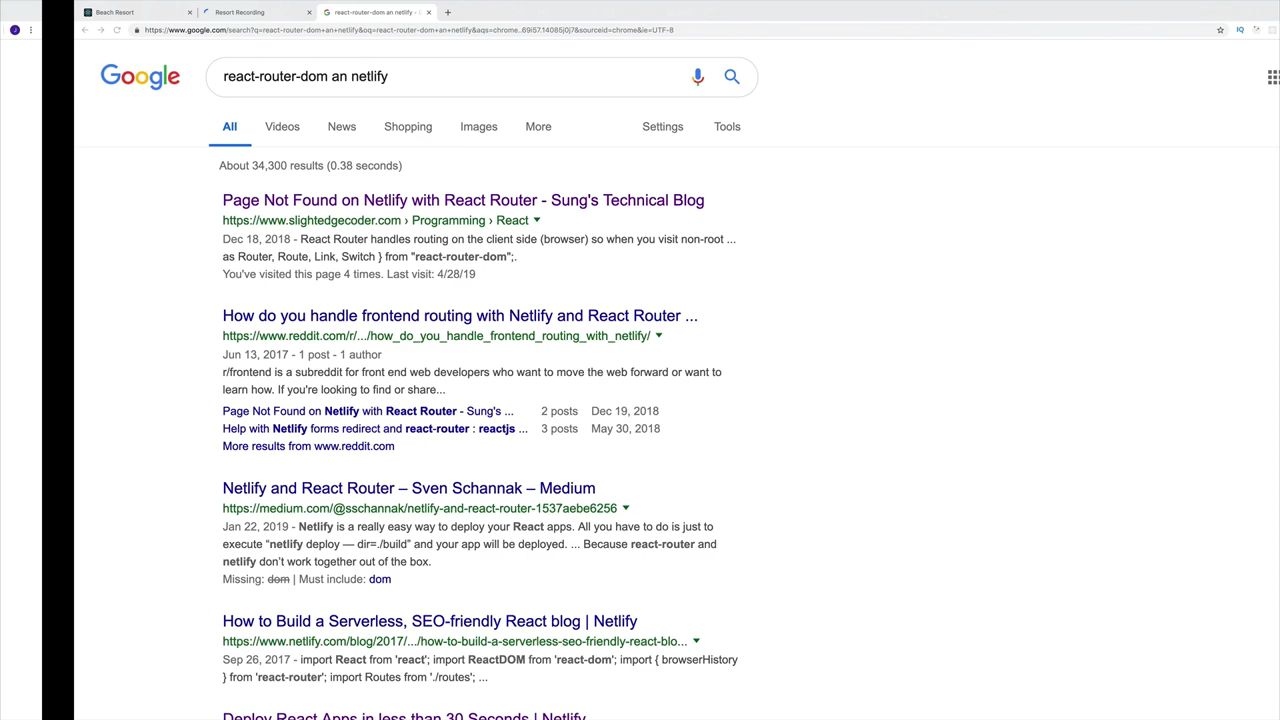 Beach Resort
Resort Recording
react-router-dom an netlify -
https://www.google.com/search?q=react-router-dom+an+netlify&oq=react-router-dom+an+netlify&aqs=chrome..69i57.14085j0j7&sourceid=chrome&ie=UTF-8
IQ
Google
react-router-dom an netlify
All Videos News Shopping Images More Settings Tools
About 34,300 results (0.38 seconds)
Page Not Found on Netlify with React Router - Sung's Technical Blog
https://www.slightedgecoder.com › Programming › React
Dec 18, 2018 - React Router handles routing on the client side (browser) so when you visit non-root ...
as Router, Route, Link, Switch } from "react-router-dom";.
You've visited this page 4 times. Last visit: 4/28/19
How do you handle frontend routing with Netlify and React Router ...
https://www.reddit.com/r/.../how_do_you_handle_frontend_routing_with_netlify/
Jun 13, 2017 - 1 post - 1 author
r/frontend is a subreddit for front end web developers who want to move the web forward or want to
learn how. If you're looking to find or share...
Page Not Found on Netlify with React Router - Sung's ... 2 posts Dec 19, 2018
Help with Netlify forms redirect and react-router : reactjs ... 3 posts May 30, 2018
More results from www.reddit.com
Netlify and React Router – Sven Schannak – Medium
https://medium.com/@sschannak/netlify-and-react-router-1537aebe6256
Jan 22, 2019 - Netlify is a really easy way to deploy your React apps. All you have to do is just to
execute “netlify deploy — dir=./build” and your app will be deployed. ... Because react-router and
netlify don’t work together out of the box.
Missing: dom | Must include: dom
How to Build a Serverless, SEO-friendly React blog | Netlify
https://www.netlify.com/blog/2017/.../how-to-build-a-serverless-seo-friendly-react-blo...
Sep 26, 2017 - import React from 'react'; import ReactDOM from 'react-dom'; import { browserHistory
} from 'react-router'; import Routes from './routes'; ...
Deploy React Apps in less than 30 Seconds | Netlify